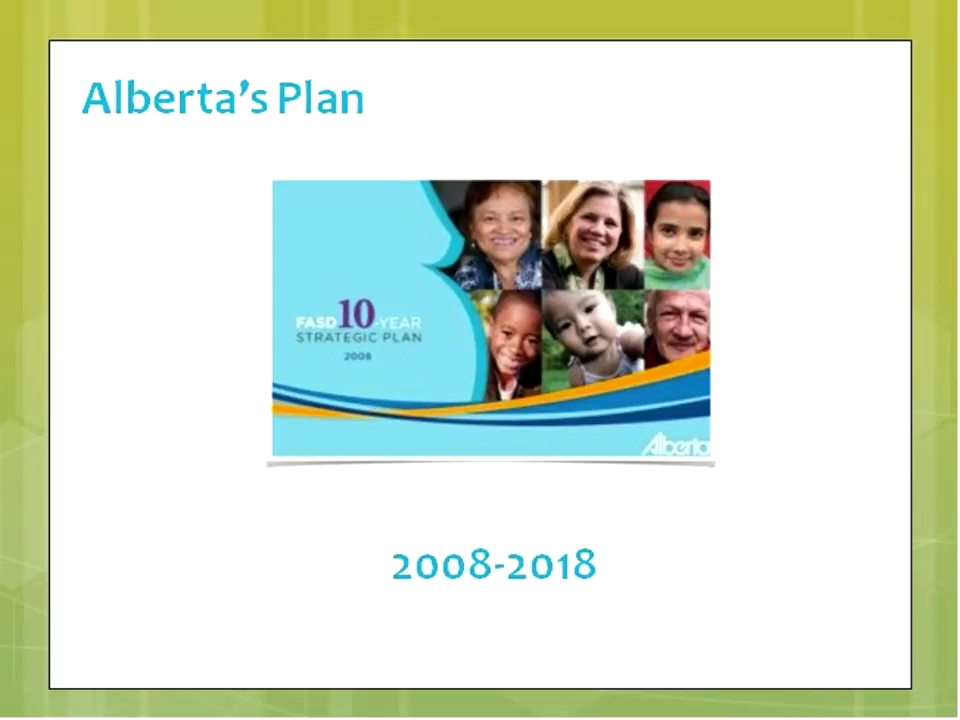 Alberta's Plan
FASD 10-YEAR
STRATEGIC PLAN
2008
Alberta
2008-2018